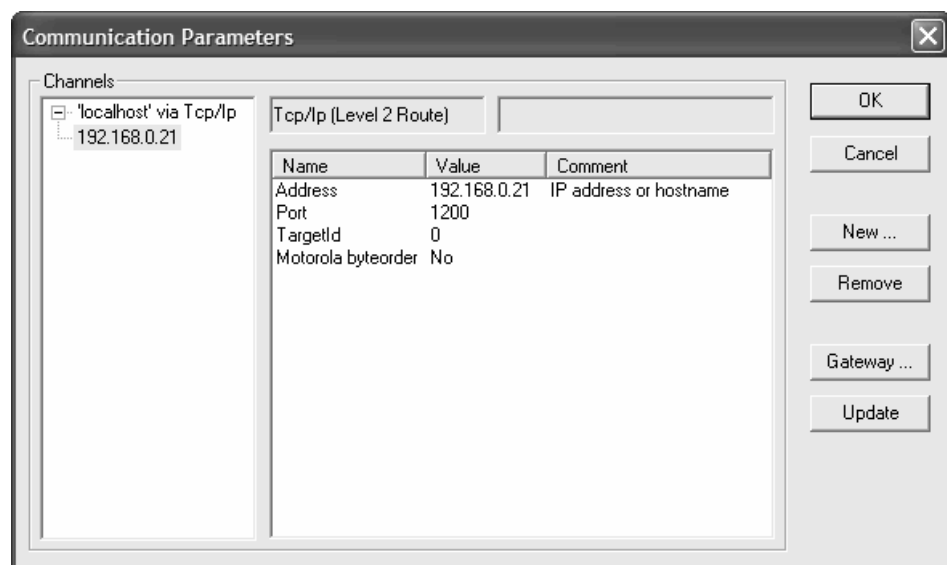 Communication Parameters
Channels
'localhost' via Tcp/Ip
192.168.0.21
Tcp/Ip (Level 2 Route)
Name Value Comment
Address 192.168.0.21 IP address or hostname
Port 1200
TargetId 0
Motorola byteorder No
OK
Cancel
New ...
Remove
Gateway ...
Update